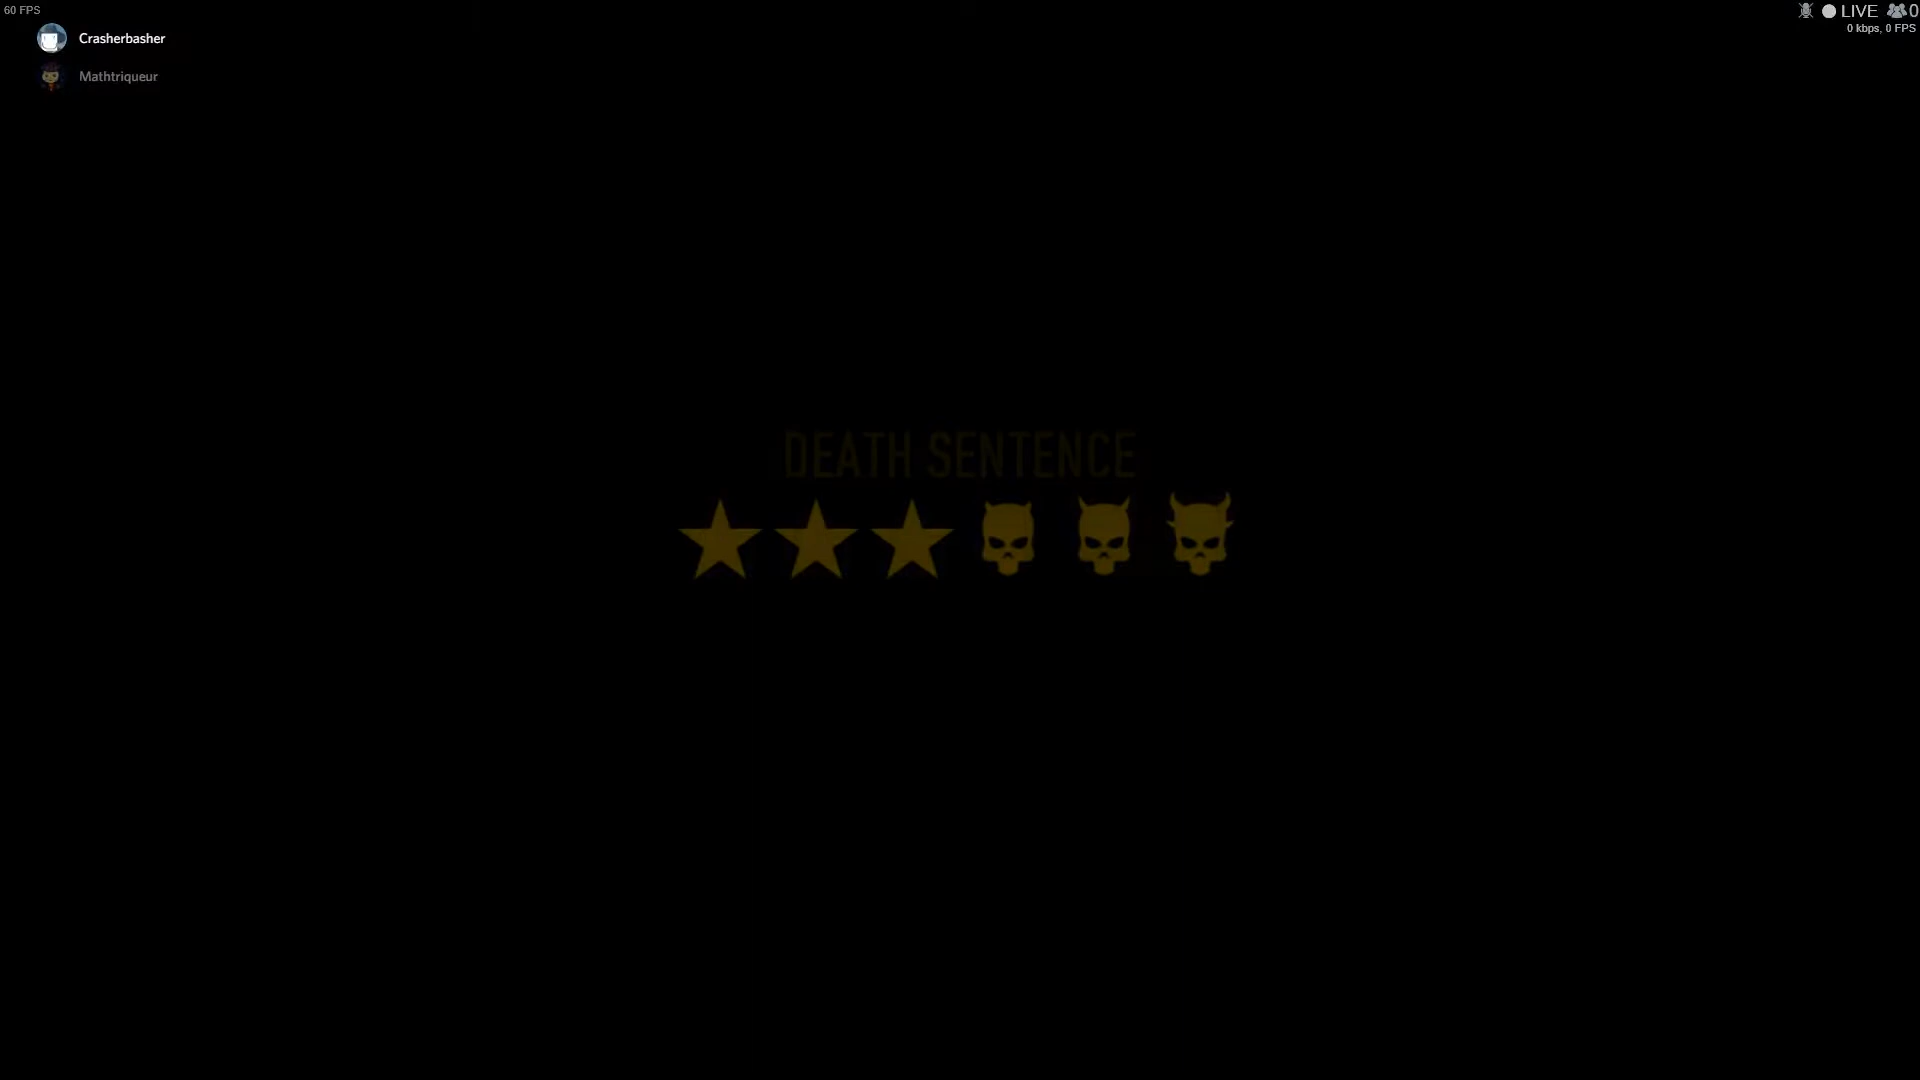 60 FPS
LIVE 0
0 kbps, 0 FPS
Crasherbasher
Mathtriqueur
DEATH SENTENCE